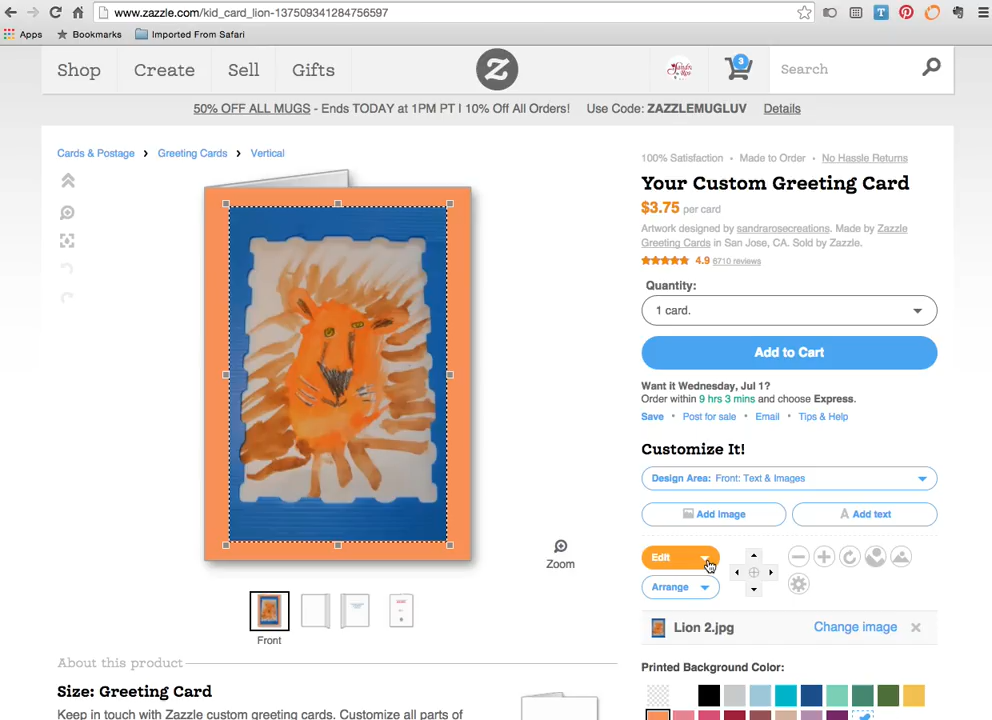 www.zazzle.com/kid_card_lion-137509341284756597
Apps Bookmarks Imported From Safari
Shop Create Sell Gifts Z 3 Search
50% OFF ALL MUGS - Ends TODAY at 1PM PT | 10% Off All Orders! Use Code: ZAZZLEMUGLUV Details
Cards & Postage › Greeting Cards › Vertical
100% Satisfaction • Made to Order • No Hassle Returns
Your Custom Greeting Card
$3.75 per card
Artwork designed by sandrarosecreations. Made by Zazzle
Greeting Cards in San Jose, CA. Sold by Zazzle.
4.9 6710 reviews
Quantity:
1 card.
Add to Cart
Want it Wednesday, Jul 1?
Order within 9 hrs 3 mins and choose Express.
Save • Post for sale • Email • Tips & Help
Customize It!
Design Area: Front: Text & Images
Add image A Add text
Edit
Arrange
Zoom
Lion 2.jpg Change image
Front
Printed Background Color:
About this product
Size: Greeting Card
Keep in touch with Zazzle custom greeting cards. Customize all parts of